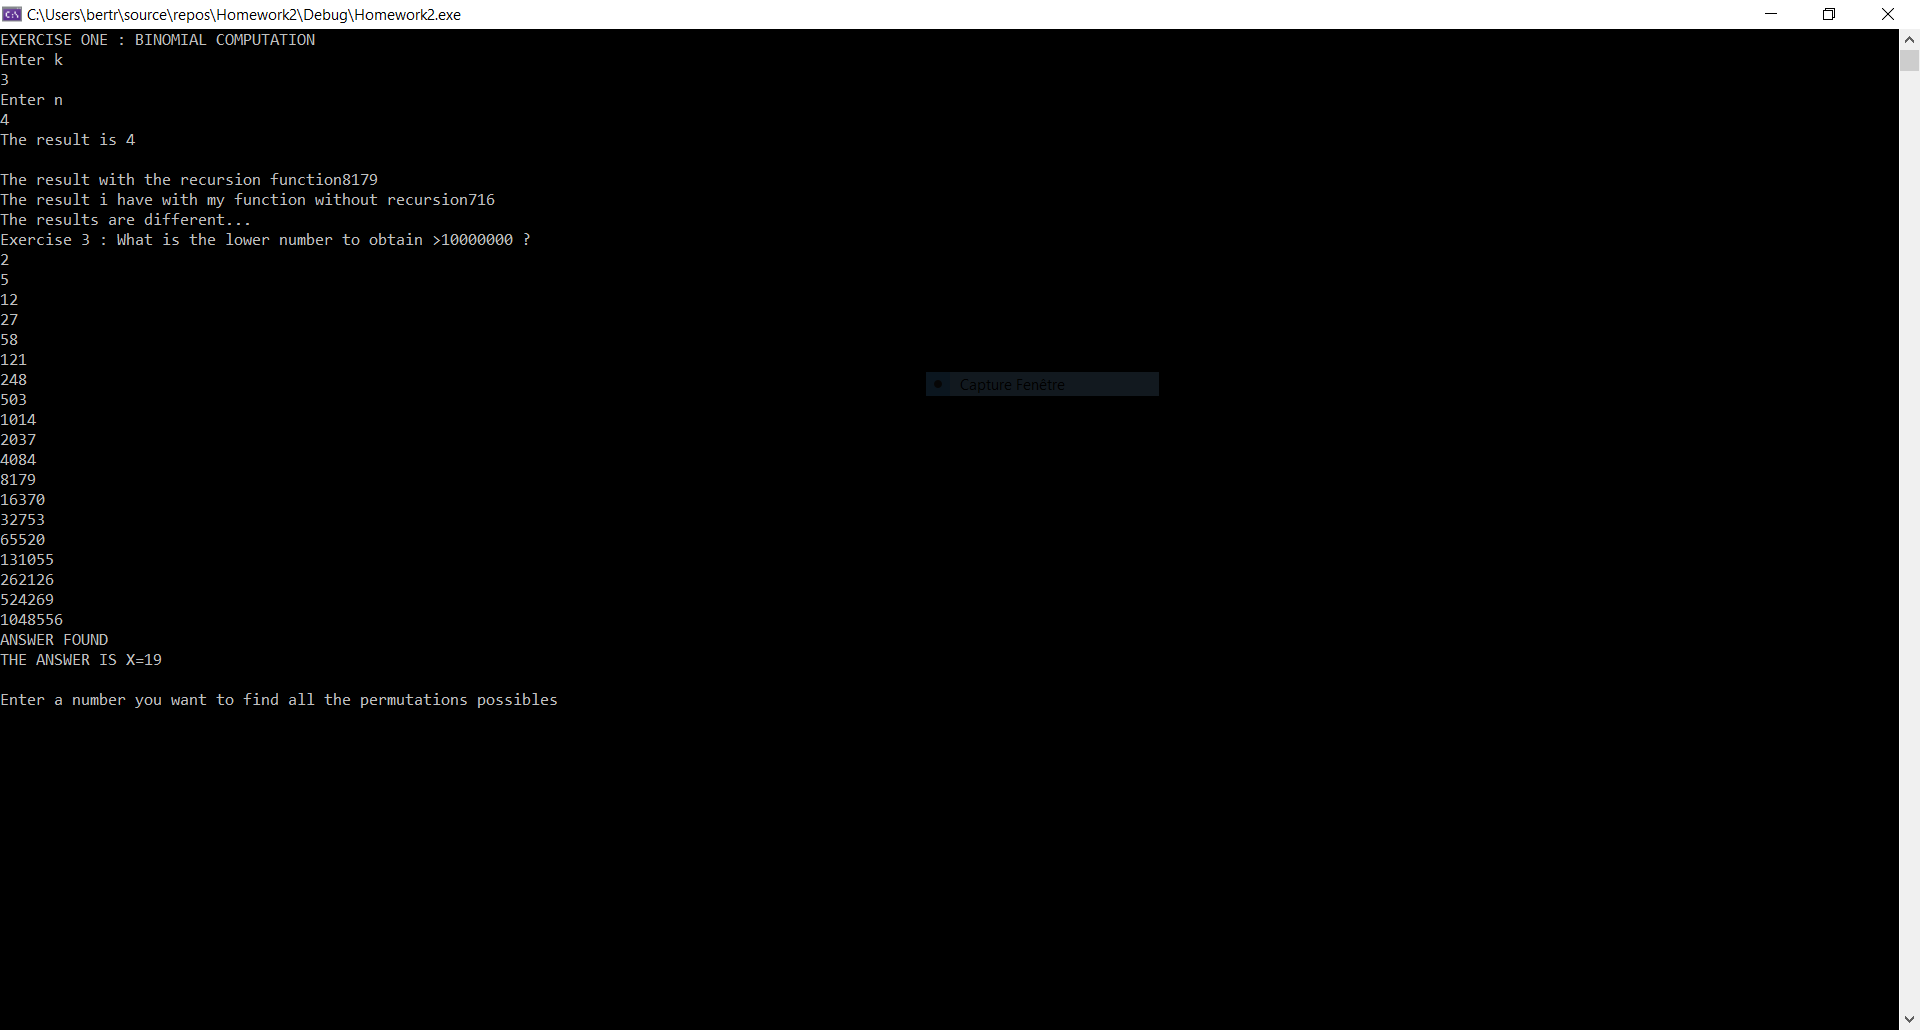 C:\Users\bertr\source\repos\Homework2\Debug\Homework2.exe
EXERCISE ONE : BINOMIAL COMPUTATION
Enter k
3
Enter n
4
The result is 4
The result with the recursion function8179
The result i have with my function without recursion716
The results are different...
Exercise 3 : What is the lower number to obtain >10000000 ?
2
5
12
27
58
121
248
503
1014
2037
4084
8179
16370
32753
65520
131055
262126
524269
1048556
ANSWER FOUND
THE ANSWER IS X=19
Enter a number you want to find all the permutations possibles
Capture Fenêtre